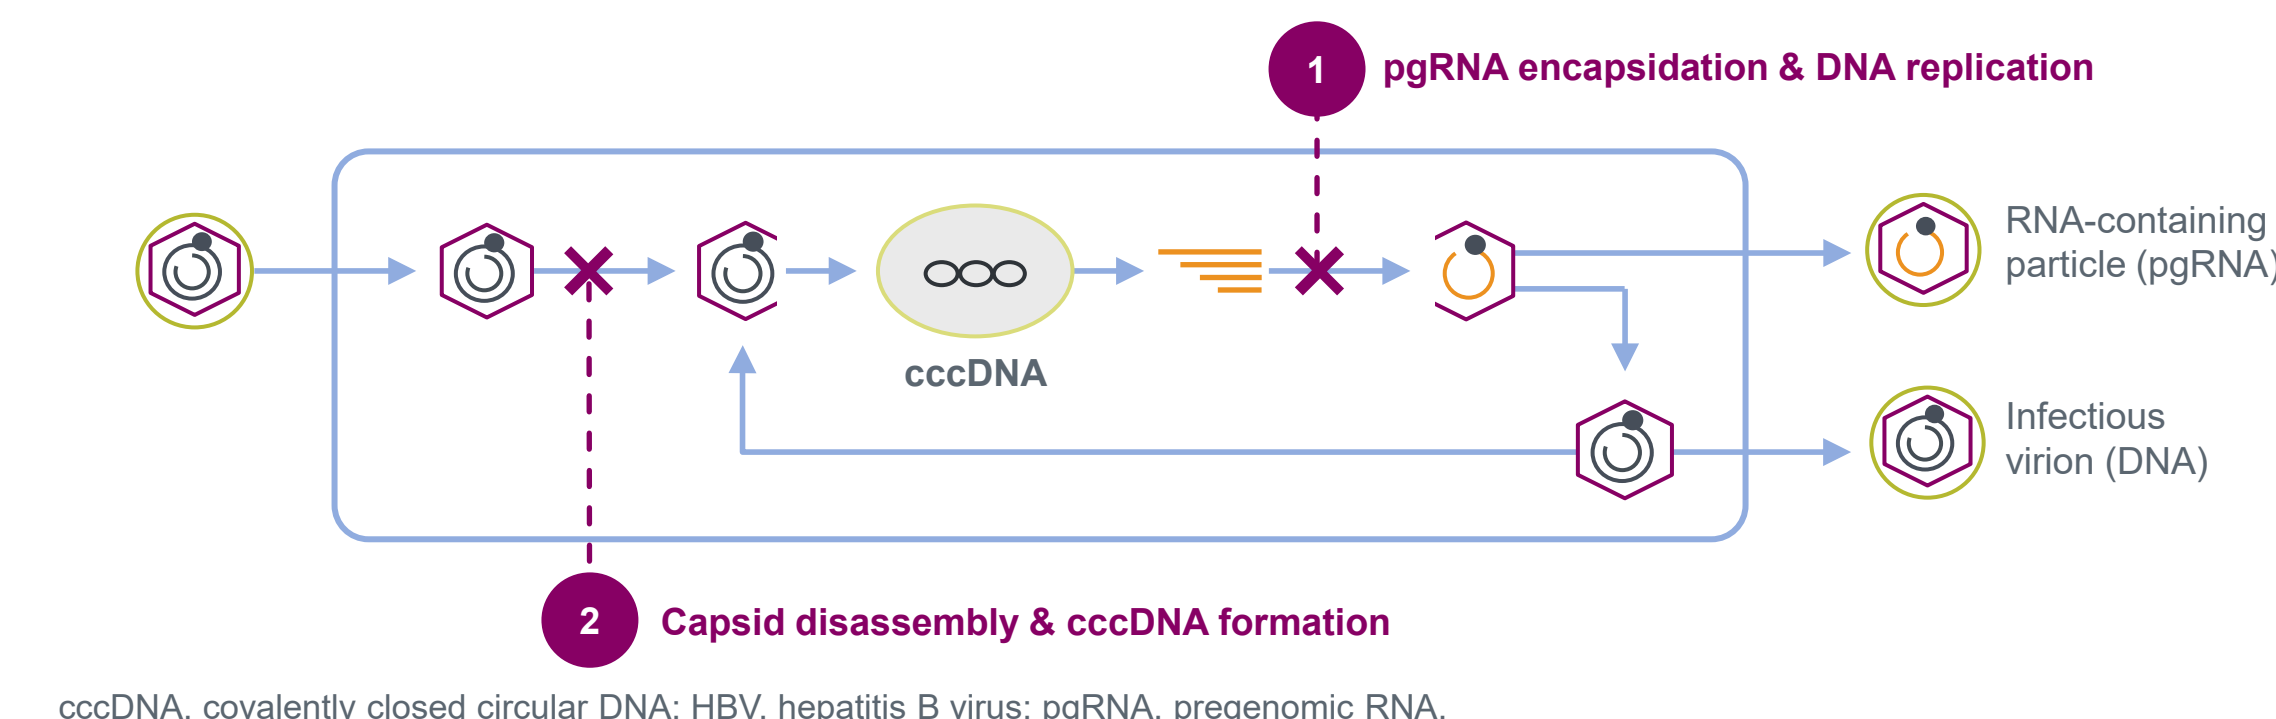 1 pgRNA encapsidation & DNA replication
RNA-containing
particle (pgRNA)
cccDNA
Infectious
virion (DNA)
2 Capsid disassembly & cccDNA formation
cccDNA, covalently closed circular DNA; HBV, hepatitis B virus; pgRNA, pregenomic RNA.